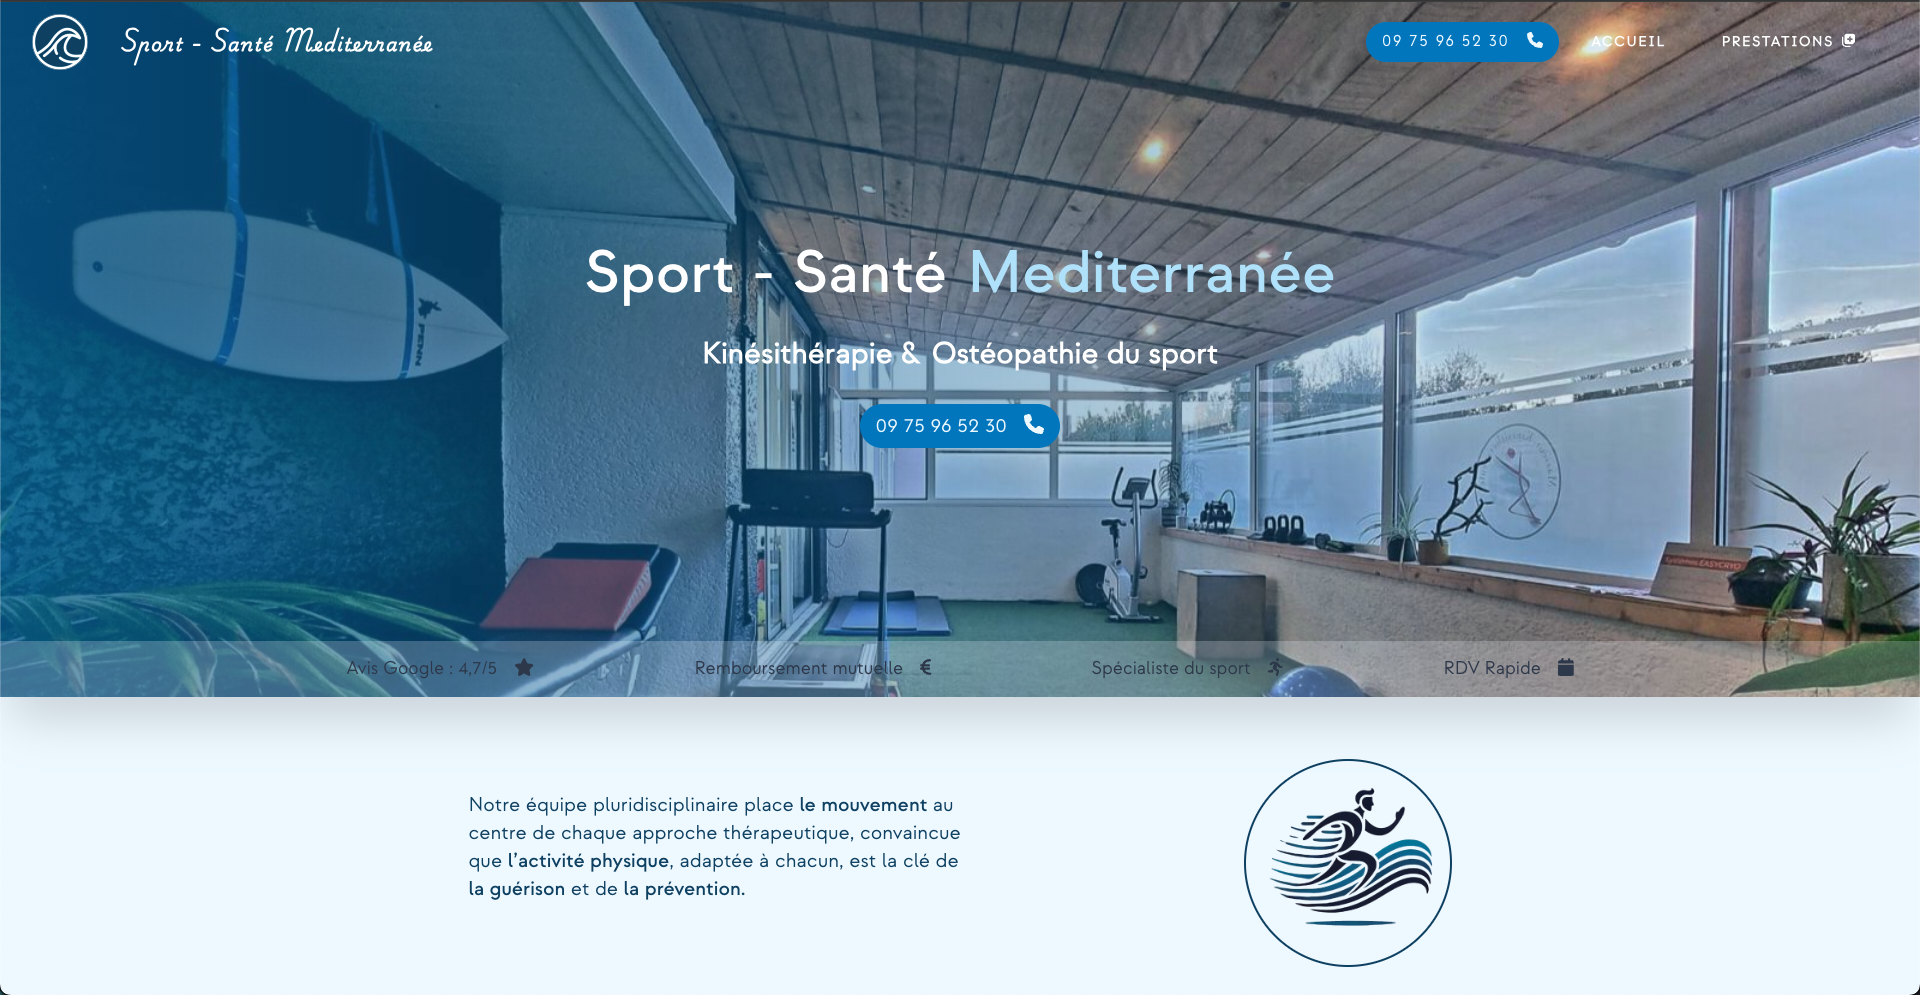 Sport - Santé Mediterranée
09 75 96 52 30
ACCUEIL
PRESTATIONS
Sport - Santé Mediterranée
Kinésithérapie & Ostéopathie du sport
09 75 96 52 30
PENN
Systèmes EASYCRYO
Avis Google : 4,7/5
Remboursement mutuelle
Spécialiste du sport
RDV Rapide
Notre équipe pluridisciplinaire place le mouvement au
centre de chaque approche thérapeutique, convaincue
que l’activité physique, adaptée à chacun, est la clé de
la guérison et de la prévention.